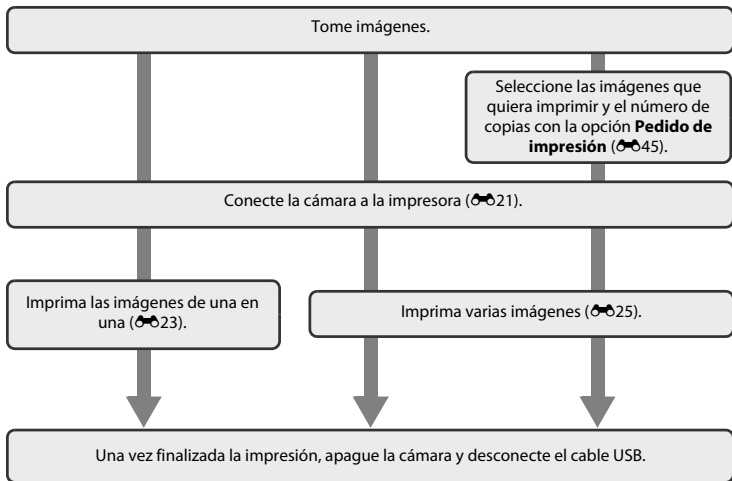 Tome imágenes.
Seleccione las imágenes que
quiera imprimir y el número de
copias con la opción Pedido de
impresión (45).
Conecte la cámara a la impresora (21).
Imprima las imágenes de una en
una (23).
Imprima varias imágenes (25).
Una vez finalizada la impresión, apague la cámara y desconecte el cable USB.